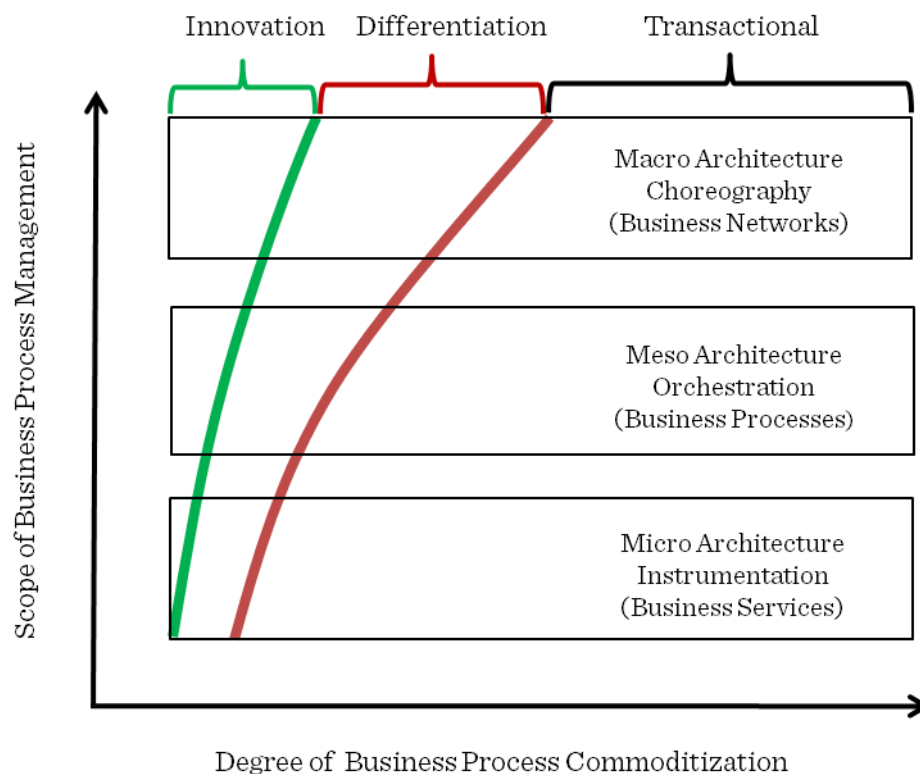 Innovation
Differentiation
Transactional
Scope of Business Process Management
Macro Architecture
Choreography
(Business Networks)
Meso Architecture
Orchestration
(Business Processes)
Micro Architecture
Instrumentation
(Business Services)
Degree of Business Process Commoditization